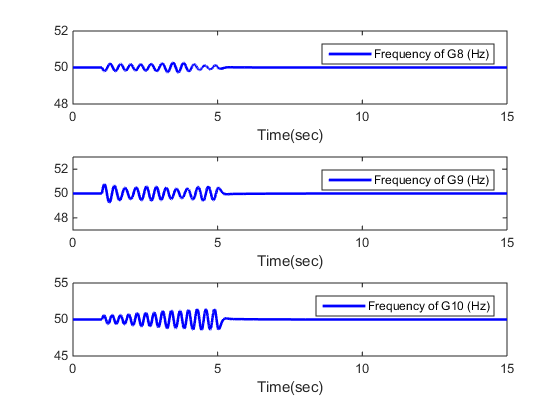 52
Frequency of G8 (Hz)
50
48
0 5 10 15
Time(sec)
52
Frequency of G9 (Hz)
50
48
0 5 10 15
Time(sec)
55
Frequency of G10 (Hz)
50
45
0 5 10 15
Time(sec)